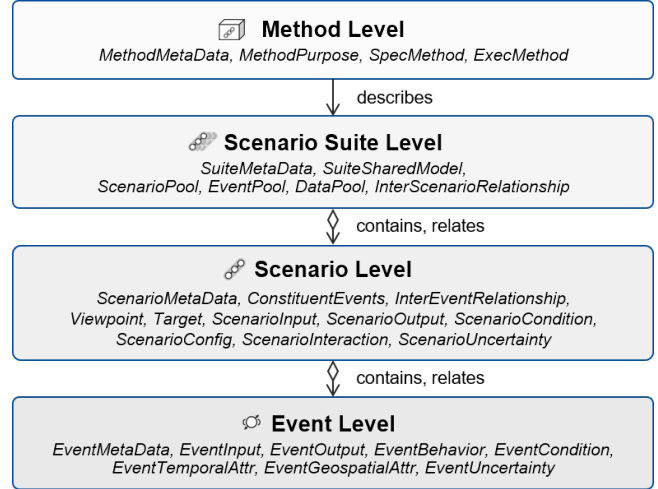 Method Level
MethodMetaData, MethodPurpose, SpecMethod, ExecMethod
describes
Scenario Suite Level
SuiteMetaData, SuiteSharedModel,
ScenarioPool, EventPool, DataPool, InterScenarioRelationship
contains, relates
Scenario Level
ScenarioMetaData, ConstituentEvents, InterEventRelationship,
Viewpoint, Target, ScenarioInput, ScenarioOutput, ScenarioCondition,
ScenarioConfig, ScenarioInteraction, ScenarioUncertainty
contains, relates
Event Level
EventMetaData, EventInput, EventOutput, EventBehavior, EventCondition,
EventTemporalAttr, EventGeospatialAttr, EventUncertainty